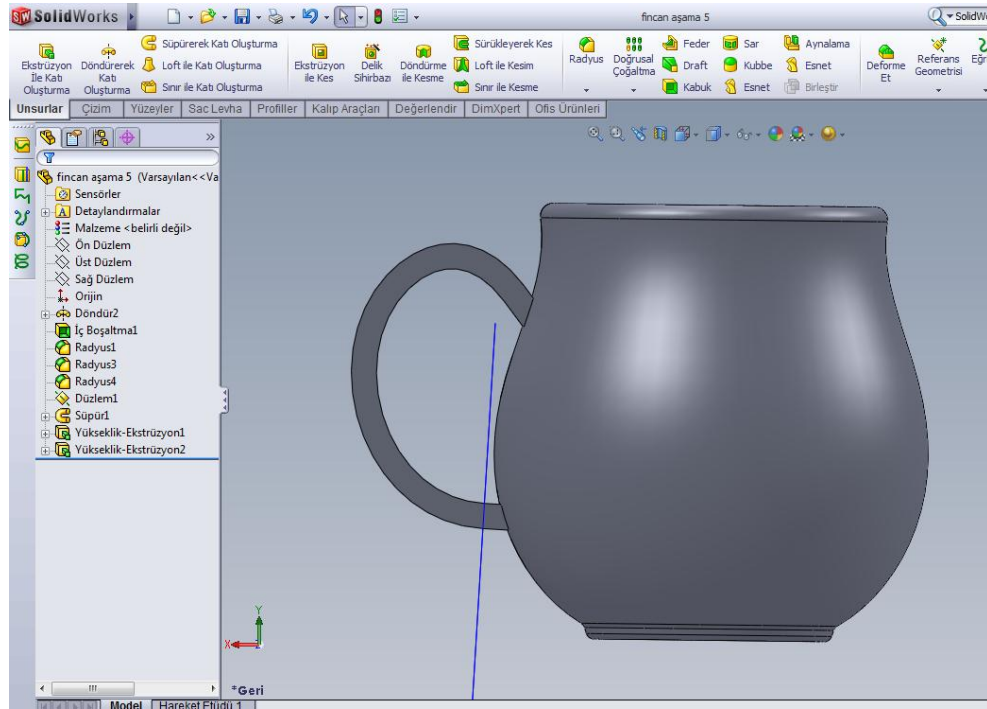 SolidWorks
fincan aşama 5
SolidWo
Ekstrüzyon İle Katı Oluşturma
Döndürerek Katı Oluşturma
Süpürerek Katı Oluşturma
Loft ile Katı Oluşturma
Sınır ile Katı Oluşturma
Ekstrüzyon ile Kes
Delik Sihirbazı
Döndürme ile Kesme
Sürükleyerek Kes
Loft ile Kesim
Sınır ile Kesme
Radyus
Doğrusal Çoğaltma
Feder
Draft
Kabuk
Sar
Kubbe
Esnet
Aynalama
Esnet
Birleştir
Deforme Et
Referans Geometrisi
Eğr
Unsurlar Çizim Yüzeyler Sac Levha Profiller Kalıp Araçları Değerlendir DimXpert Ofis Ürünleri
fincan aşama 5 (Varsayılan<<Va
Sensörler
Detaylandırmalar
Malzeme <belirli değil>
Ön Düzlem
Üst Düzlem
Sağ Düzlem
Orijin
Döndür2
İç Boşaltma1
Radyus1
Radyus3
Radyus4
Düzlem1
Süpür1
Yükseklik-Ekstrüzyon1
Yükseklik-Ekstrüzyon2
Y
X
*Geri
Model Hareket Etüdü 1